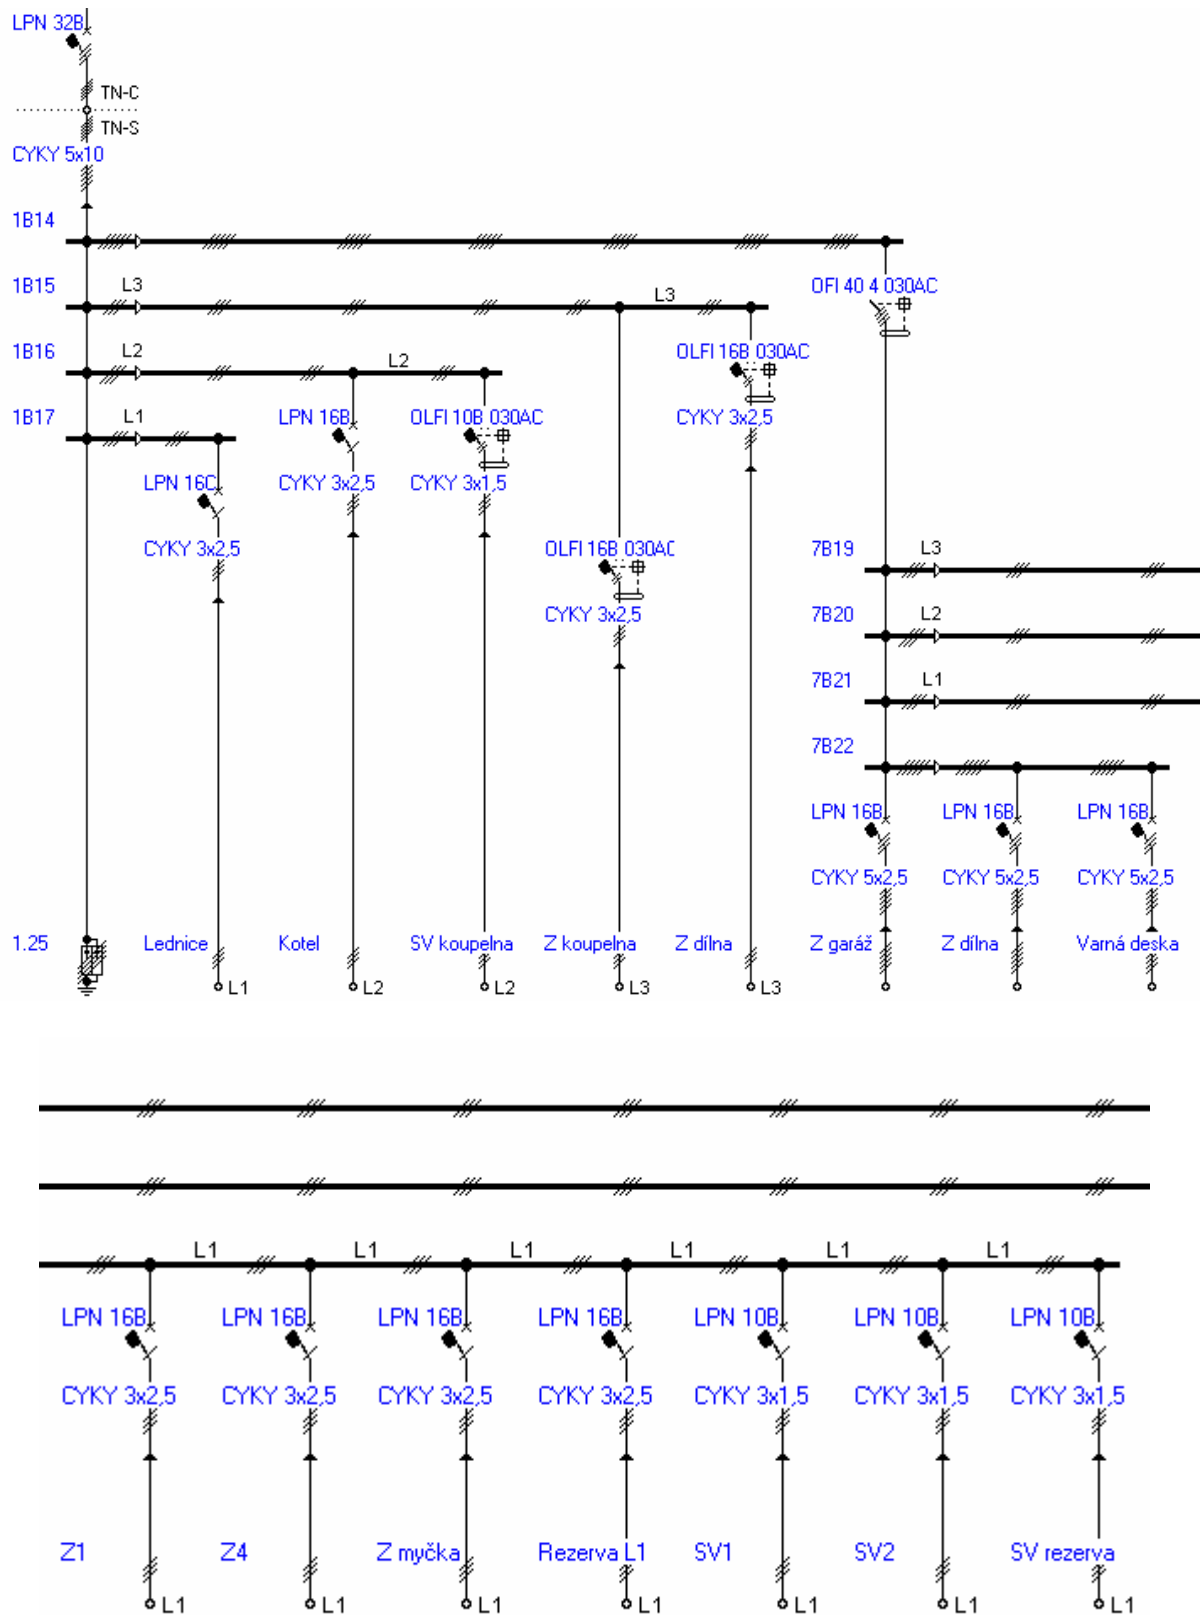 LPN 32B
TN-C
TN-S
CYKY 5x10
1B14
1B15 L3 L3 OFI 40 4 030AC
1B16 L2 L2 OLFI 16B 030AC
1B17 L1 LPN 16B OLFI 10B 030AC CYKY 3x2,5
LPN 16C CYKY 3x2,5 CYKY 3x1,5
CYKY 3x2,5 OLFI 16B 030AC 7B19 L3
CYKY 3x2,5 7B20 L2
7B21 L1
7B22
LPN 16B LPN 16B LPN 16B
CYKY 5x2,5 CYKY 5x2,5 CYKY 5x2,5
1.25 Lednice Kotel SV koupelna Z koupelna Z dílna Z garáž Z dílna Varná deska
L1 L2 L2 L3 L3
L1 L1 L1 L1 L1 L1
LPN 16B LPN 16B LPN 16B LPN 16B LPN 10B LPN 10B LPN 10B
CYKY 3x2,5 CYKY 3x2,5 CYKY 3x2,5 CYKY 3x2,5 CYKY 3x1,5 CYKY 3x1,5 CYKY 3x1,5
Z1 Z4 Z myčka Rezerva L1 SV1 SV2 SV rezerva
L1 L1 L1 L1 L1 L1 L1